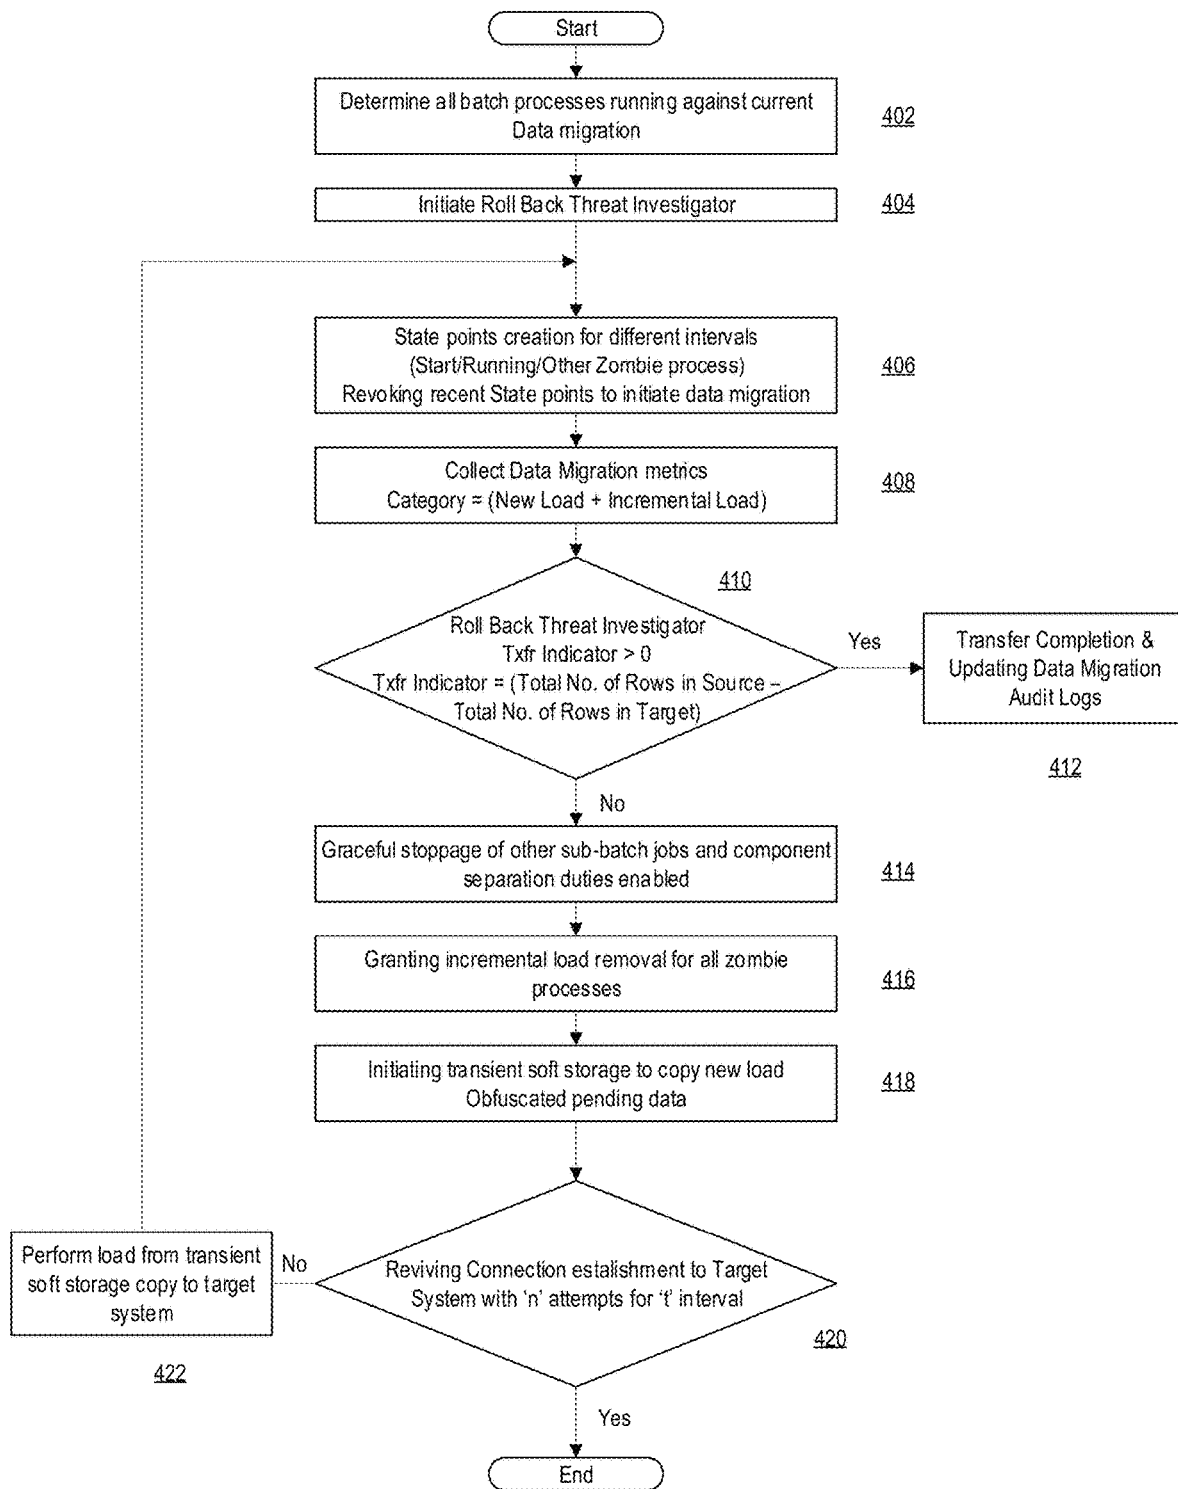 Start
Determine all batch processes running against current
Data migration
402
Initiate Roll Back Threat Investigator
404
State points creation for different intervals
(Start/Running/Other Zombie process)
Revoking recent State points to initiate data migration
406
Collect Data Migration metrics
Category = (New Load + Incremental Load)
408
410
Roll Back Threat Investigator
Txfr Indicator > 0
Txfr Indicator = (Total No. of Rows in Source –
Total No. of Rows in Target)
Yes
Transfer Completion &
Updating Data Migration
Audit Logs
412
No
Graceful stoppage of other sub-batch jobs and component
separation duties enabled
414
Granting incremental load removal for all zombie
processes
416
Initiating transient soft storage to copy new load
Obfuscated pending data
418
Perform load from transient
soft storage copy to target
system
422
No
Reviving Connection estalishment to Target
System with 'n' attempts for 't' interval
420
Yes
End